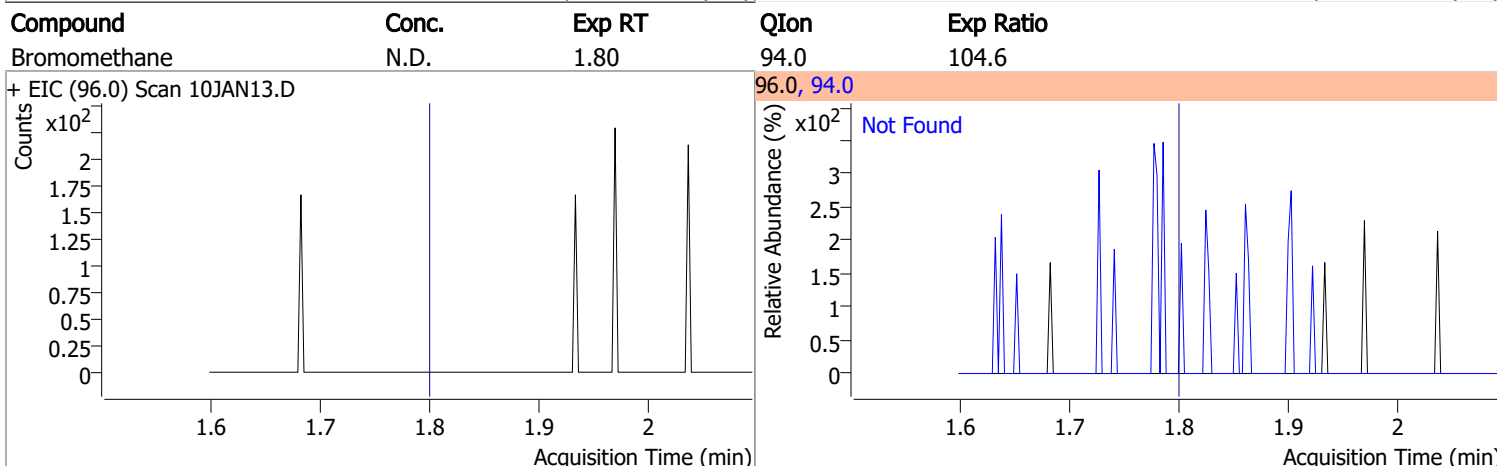 Compound Conc. Exp RT QIon Exp Ratio
Bromomethane N.D. 1.80 94.0 104.6
+ EIC (96.0) Scan 10JAN13.D
Counts
x10²
2
1.75
1.5
1.25
1
0.75
0.5
0.25
0
1.6 1.7 1.8 1.9 2
Acquisition Time (min)
96.0, 94.0
Relative Abundance (%)
x10²
Not Found
3
2.5
2
1.5
1
0.5
0
1.6 1.7 1.8 1.9 2
Acquisition Time (min)